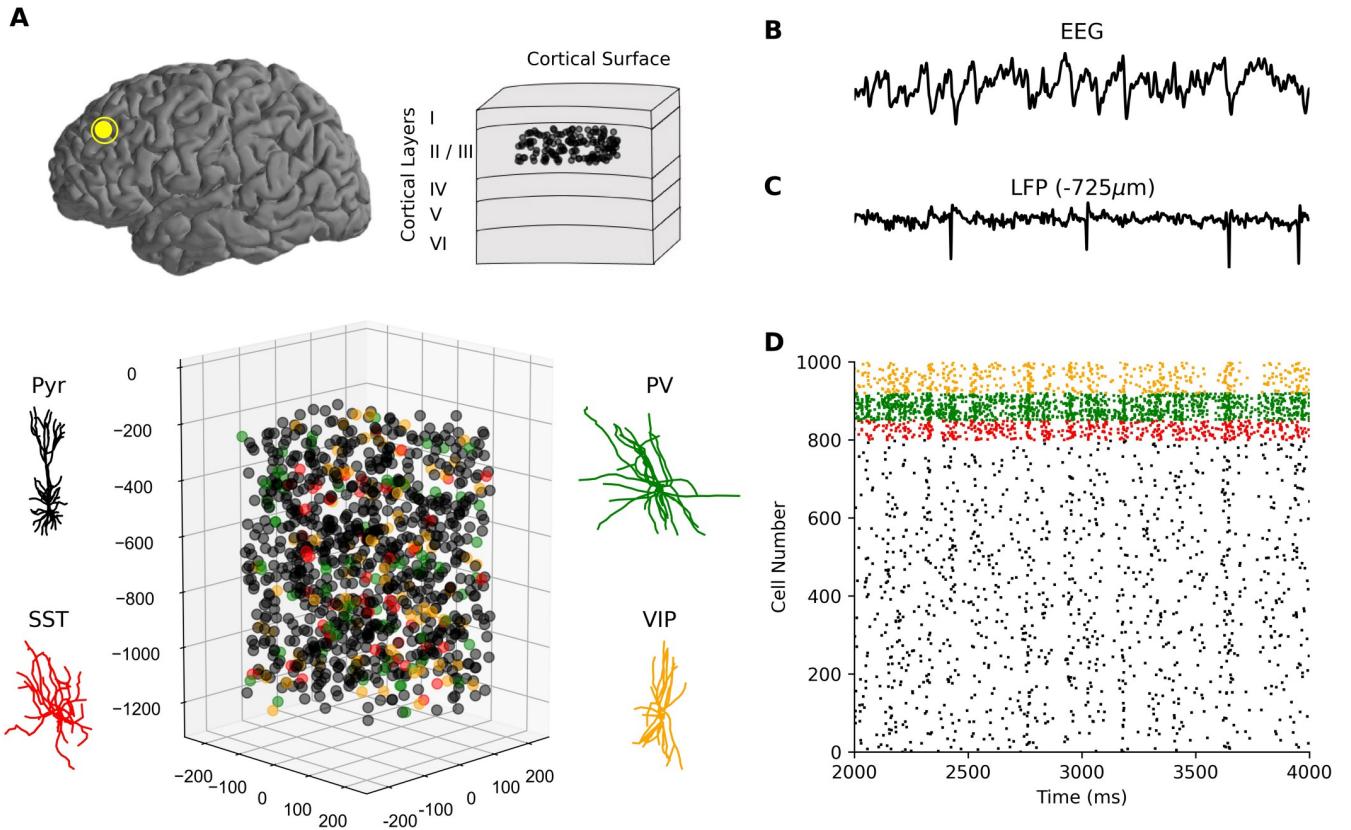 A
Cortical Surface
Cortical Layers
I
II / III
IV
V
VI
Pyr
SST
PV
VIP
0
−200
−400
−600
−800
−1000
−1200
−200
−100
0
100
200
-200
-100
0
100
200
B
EEG
C
LFP (-725μm)
D
1000
800
600
400
200
0
Cell Number
2000
2500
3000
3500
4000
Time (ms)